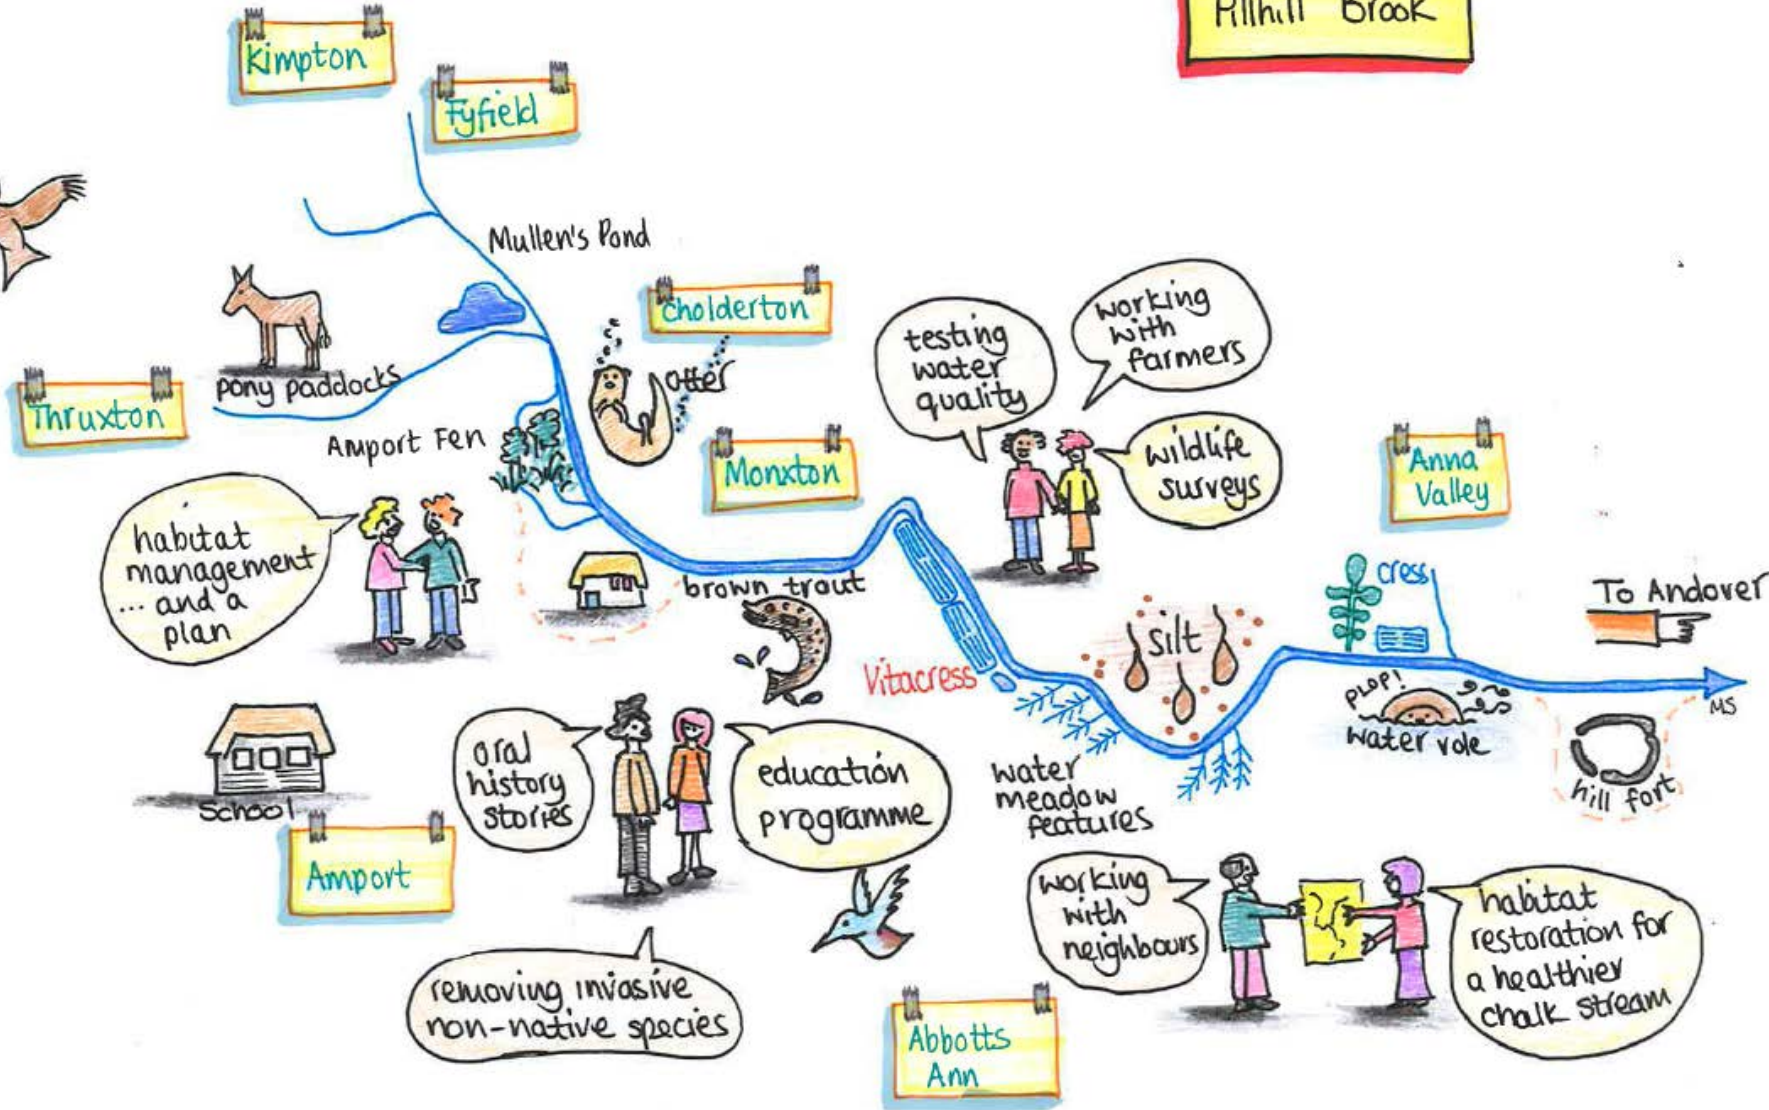 Pillhill Brook
Kimpton
Fyfield
Mullen's Pond
Cholderton
pony paddocks
otter
Thruxton
Amport Fen
Monxton
testing
water
quality
working
with
farmers
wildlife
surveys
Anna
Valley
habitat
management
... and a
plan
brown trout
cress
To Andover
silt
Vitacress
PLOP!
water vole
MS
hill fort
School
oral
history
stories
education
programme
water
meadow
features
Amport
working
with
neighbours
habitat
restoration for
a healthier
chalk stream
removing invasive
non-native species
Abbotts
Ann